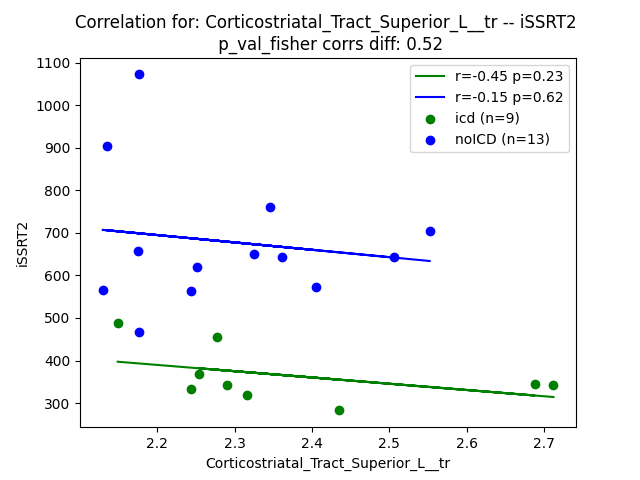 Correlation for: Corticostriatal_Tract_Superior_L__tr -- iSSRT2
p_val_fisher corrs diff: 0.52
r=-0.45 p=0.23
r=-0.15 p=0.62
icd (n=9)
noICD (n=13)
iSSRT2
1100
1000
900
800
700
600
500
400
300
2.2 2.3 2.4 2.5 2.6 2.7
Corticostriatal_Tract_Superior_L__tr